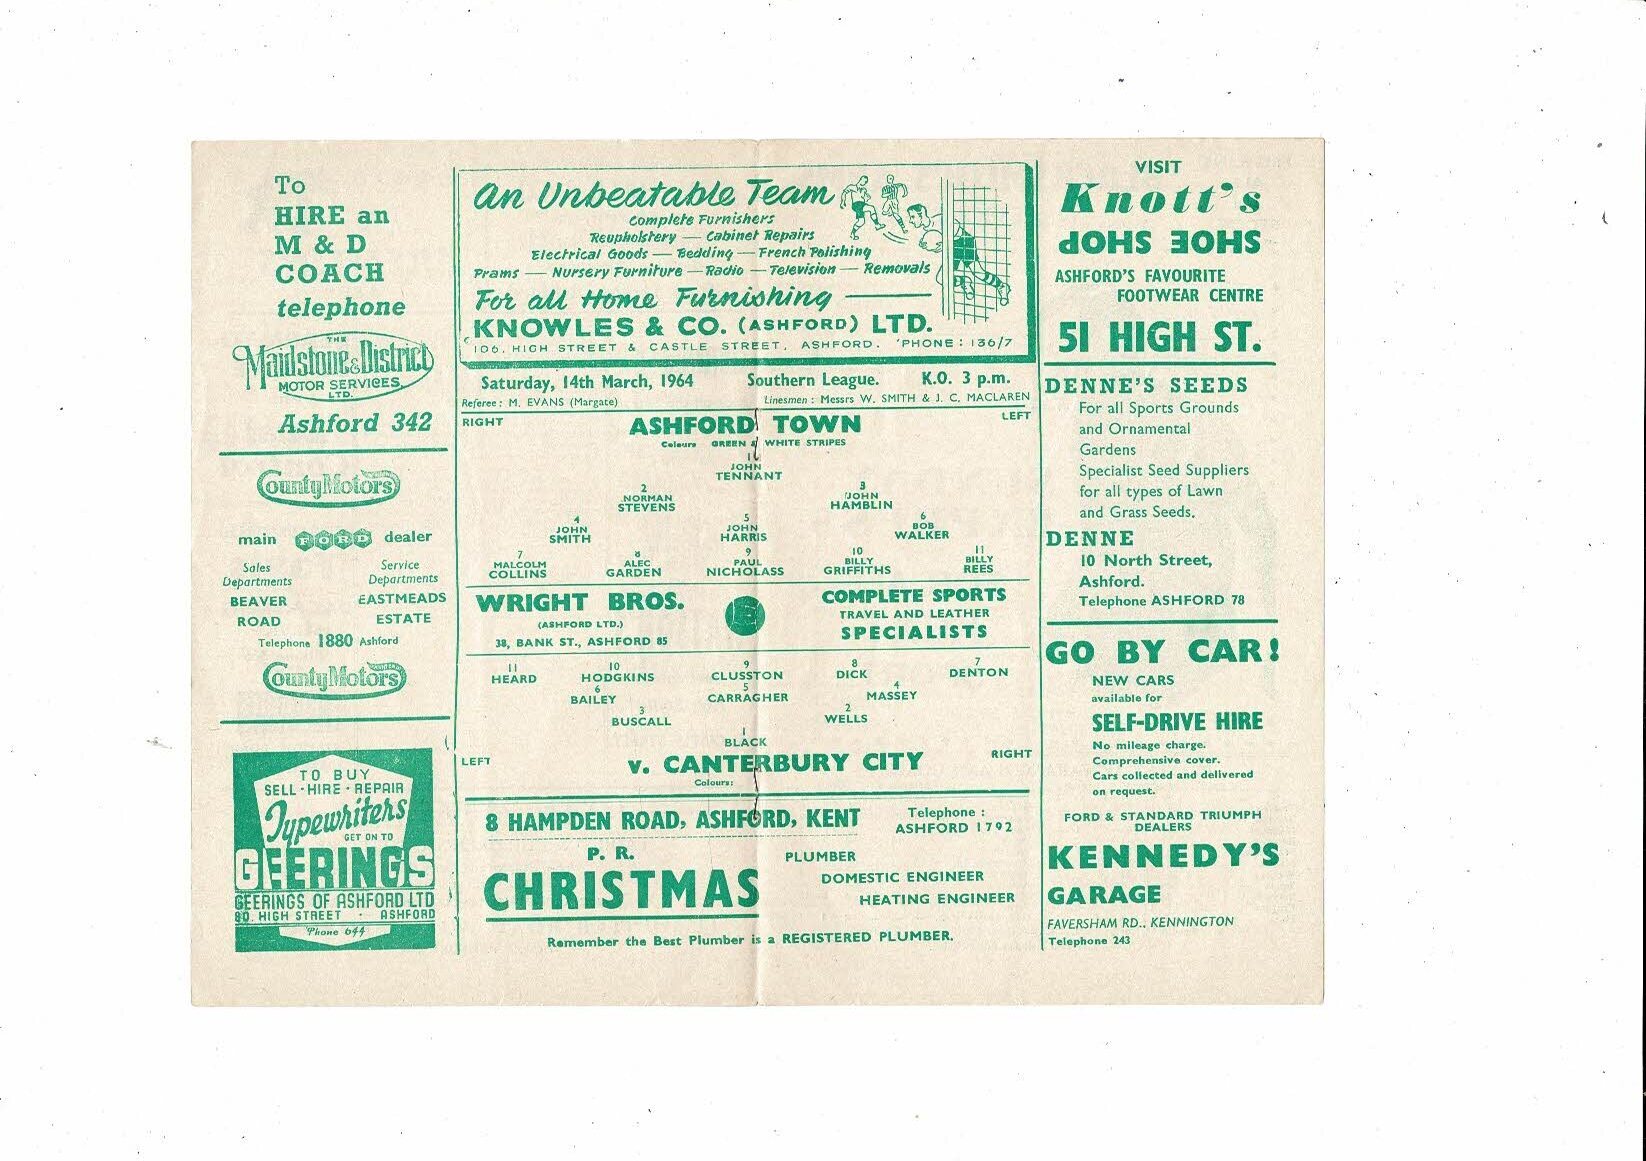 To
HIRE an
M & D
COACH
telephone
THE
Maidstone & District
MOTOR SERVICES
LTD.
Ashford 342
County Motors
main FORD dealer
Sales
Departments
BEAVER
ROAD
Service
Departments
EASTMEADS
ESTATE
Telephone 1880 Ashford
County Motors
TO BUY
SELL - HIRE - REPAIR
Typewriters
GET ON TO
GEERINGS
GEERINGS OF ASHFORD LTD
80. HIGH STREET · ASHFORD
'Phone 644
An Unbeatable Team
Complete Furnishers
Reupholstery — Cabinet Repairs
Electrical Goods — Bedding — French Polishing
Prams — Nursery Furniture — Radio — Television — Removals
For all Home Furnishing
KNOWLES & CO. (ASHFORD) LTD.
106. HIGH STREET & CASTLE STREET, ASHFORD. 'PHONE : 136/7
Saturday, 14th March, 1964 Southern League. K.O. 3 p.m.
Referee : M. EVANS (Margate) Linesmen : Messrs W. SMITH & J. C. MACLAREN
RIGHT ASHFORD TOWN LEFT
Colours GREEN & WHITE STRIPES
1
JOHN
TENNANT
2 3
NORMAN JOHN
STEVENS HAMBLIN
4 5 6
JOHN JOHN BOB
SMITH HARRIS WALKER
7 8 9 10 11
MALCOLM ALEC PAUL BILLY BILLY
COLLINS GARDEN NICHOLASS GRIFFITHS REES
WRIGHT BROS.
(ASHFORD LTD.)
38, BANK ST., ASHFORD 85
COMPLETE SPORTS
TRAVEL AND LEATHER
SPECIALISTS
11 10 9 8 7
HEARD HODGKINS CLUSSTON DICK DENTON
6 5 4
BAILEY CARRAGHER MASSEY
3 2
BUSCALL WELLS
1
BLACK
LEFT v. CANTERBURY CITY RIGHT
Colours:
8 HAMPDEN ROAD, ASHFORD, KENT
Telephone :
ASHFORD 1792
P. R.
CHRISTMAS
PLUMBER
DOMESTIC ENGINEER
HEATING ENGINEER
Remember the Best Plumber is a REGISTERED PLUMBER.
VISIT
Knott's
SHOE SHOP
ASHFORD'S FAVOURITE
FOOTWEAR CENTRE
51 HIGH ST.
DENNE'S SEEDS
For all Sports Grounds
and Ornamental
Gardens
Specialist Seed Suppliers
for all types of Lawn
and Grass Seeds.
DENNE
10 North Street,
Ashford.
Telephone ASHFORD 78
GO BY CAR!
NEW CARS
available for
SELF-DRIVE HIRE
No mileage charge.
Comprehensive cover.
Cars collected and delivered
on request.
FORD & STANDARD TRIUMPH
DEALERS
KENNEDY'S
GARAGE
FAVERSHAM RD., KENNINGTON
Telephone 243